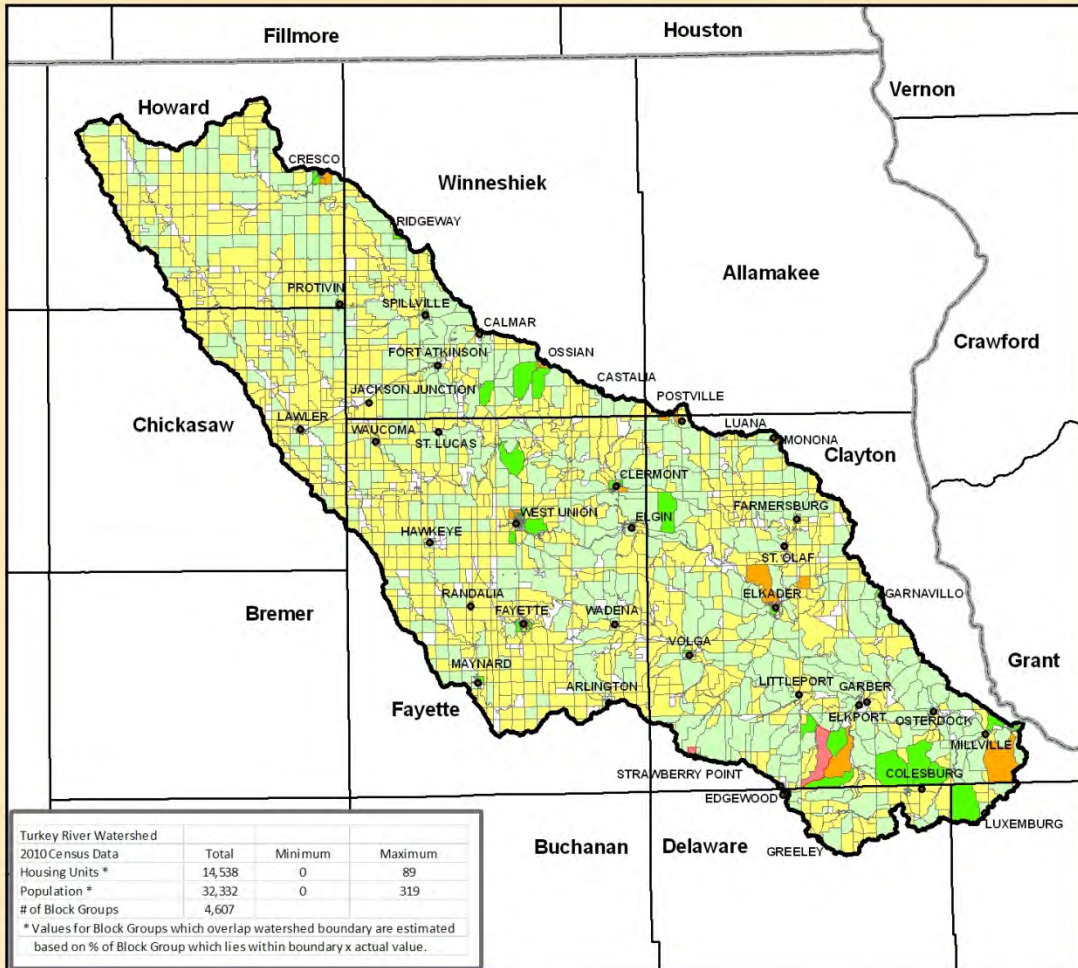 Fillmore
Houston
Vernon
Howard
CRESCO
Winneshiek
RIDGEWAY
Allamakee
PROTIVIN
SPILLVILLE
CALMAR
Crawford
FORT ATKINSON
OSSIAN
CASTALIA
JACKSON JUNCTION
POSTVILLE
Chickasaw
LAWLER
WAUCOMA
ST. LUCAS
LUANA
MONONA
Clayton
CLERMONT
WEST UNION
ELGIN
FARMERSBURG
HAWKEYE
ST. OLAF
RANDALIA
ELKADER
GARNAVILLO
Bremer
FAYETTE
WADENA
VOLGA
Grant
MAYNARD
LITTLEPORT
GARBER
ARLINGTON
Fayette
ELKPORT
OSTERDOCK
MILLVILLE
STRAWBERRY POINT
COLESBURG
EDGEWOOD
LUXEMBURG
Buchanan
Delaware
GREELEY
Turkey River Watershed
2010 Census Data Total Minimum Maximum
Housing Units * 14,538 0 89
Population * 32,332 0 319
# of Block Groups 4,607
* Values for Block Groups which overlap watershed boundary are estimated
based on % of Block Group which lies within boundary x actual value.